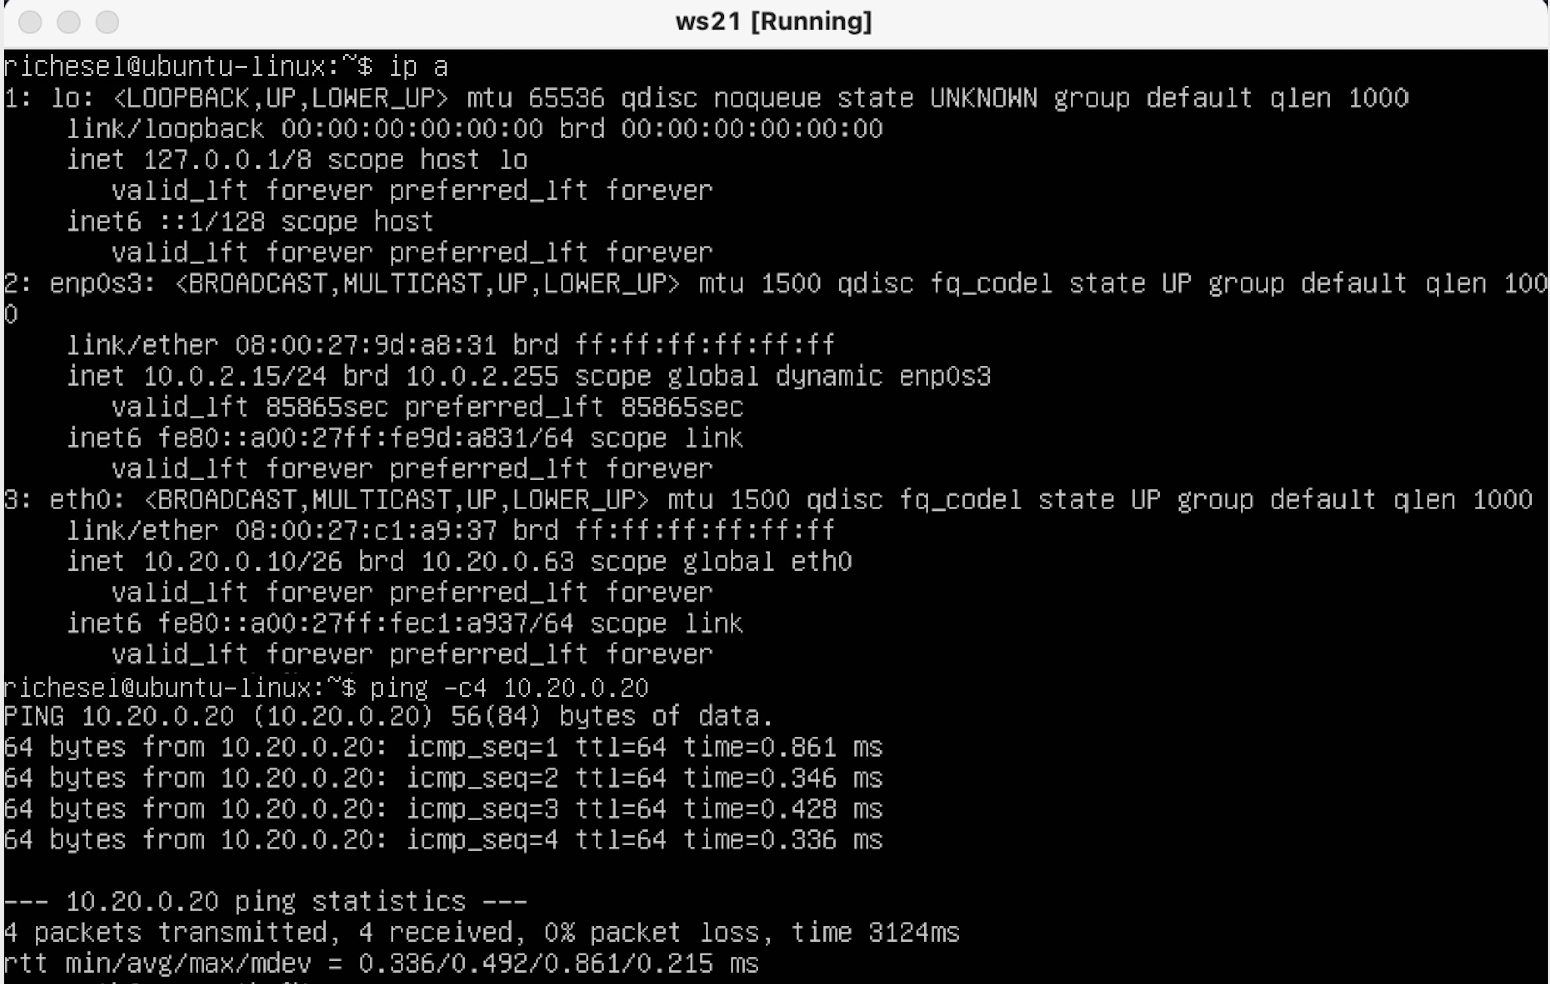 ws21 [Running]
richesel@ubuntu-linux:~$ ip a
1: lo: <LOOPBACK,UP,LOWER_UP> mtu 65536 qdisc noqueue state UNKNOWN group default qlen 1000
    link/loopback 00:00:00:00:00:00 brd 00:00:00:00:00:00
    inet 127.0.0.1/8 scope host lo
       valid_lft forever preferred_lft forever
    inet6 ::1/128 scope host
       valid_lft forever preferred_lft forever
2: enp0s3: <BROADCAST,MULTICAST,UP,LOWER_UP> mtu 1500 qdisc fq_codel state UP group default qlen 100
0
    link/ether 08:00:27:9d:a8:31 brd ff:ff:ff:ff:ff:ff
    inet 10.0.2.15/24 brd 10.0.2.255 scope global dynamic enp0s3
       valid_lft 85865sec preferred_lft 85865sec
    inet6 fe80::a00:27ff:fe9d:a831/64 scope link
       valid_lft forever preferred_lft forever
3: eth0: <BROADCAST,MULTICAST,UP,LOWER_UP> mtu 1500 qdisc fq_codel state UP group default qlen 1000
    link/ether 08:00:27:c1:a9:37 brd ff:ff:ff:ff:ff:ff
    inet 10.20.0.10/26 brd 10.20.0.63 scope global eth0
       valid_lft forever preferred_lft forever
    inet6 fe80::a00:27ff:fec1:a937/64 scope link
       valid_lft forever preferred_lft forever
richesel@ubuntu-linux:~$ ping -c4 10.20.0.20
PING 10.20.0.20 (10.20.0.20) 56(84) bytes of data.
64 bytes from 10.20.0.20: icmp_seq=1 ttl=64 time=0.861 ms
64 bytes from 10.20.0.20: icmp_seq=2 ttl=64 time=0.346 ms
64 bytes from 10.20.0.20: icmp_seq=3 ttl=64 time=0.428 ms
64 bytes from 10.20.0.20: icmp_seq=4 ttl=64 time=0.336 ms
--- 10.20.0.20 ping statistics ---
4 packets transmitted, 4 received, 0% packet loss, time 3124ms
rtt min/avg/max/mdev = 0.336/0.492/0.861/0.215 ms